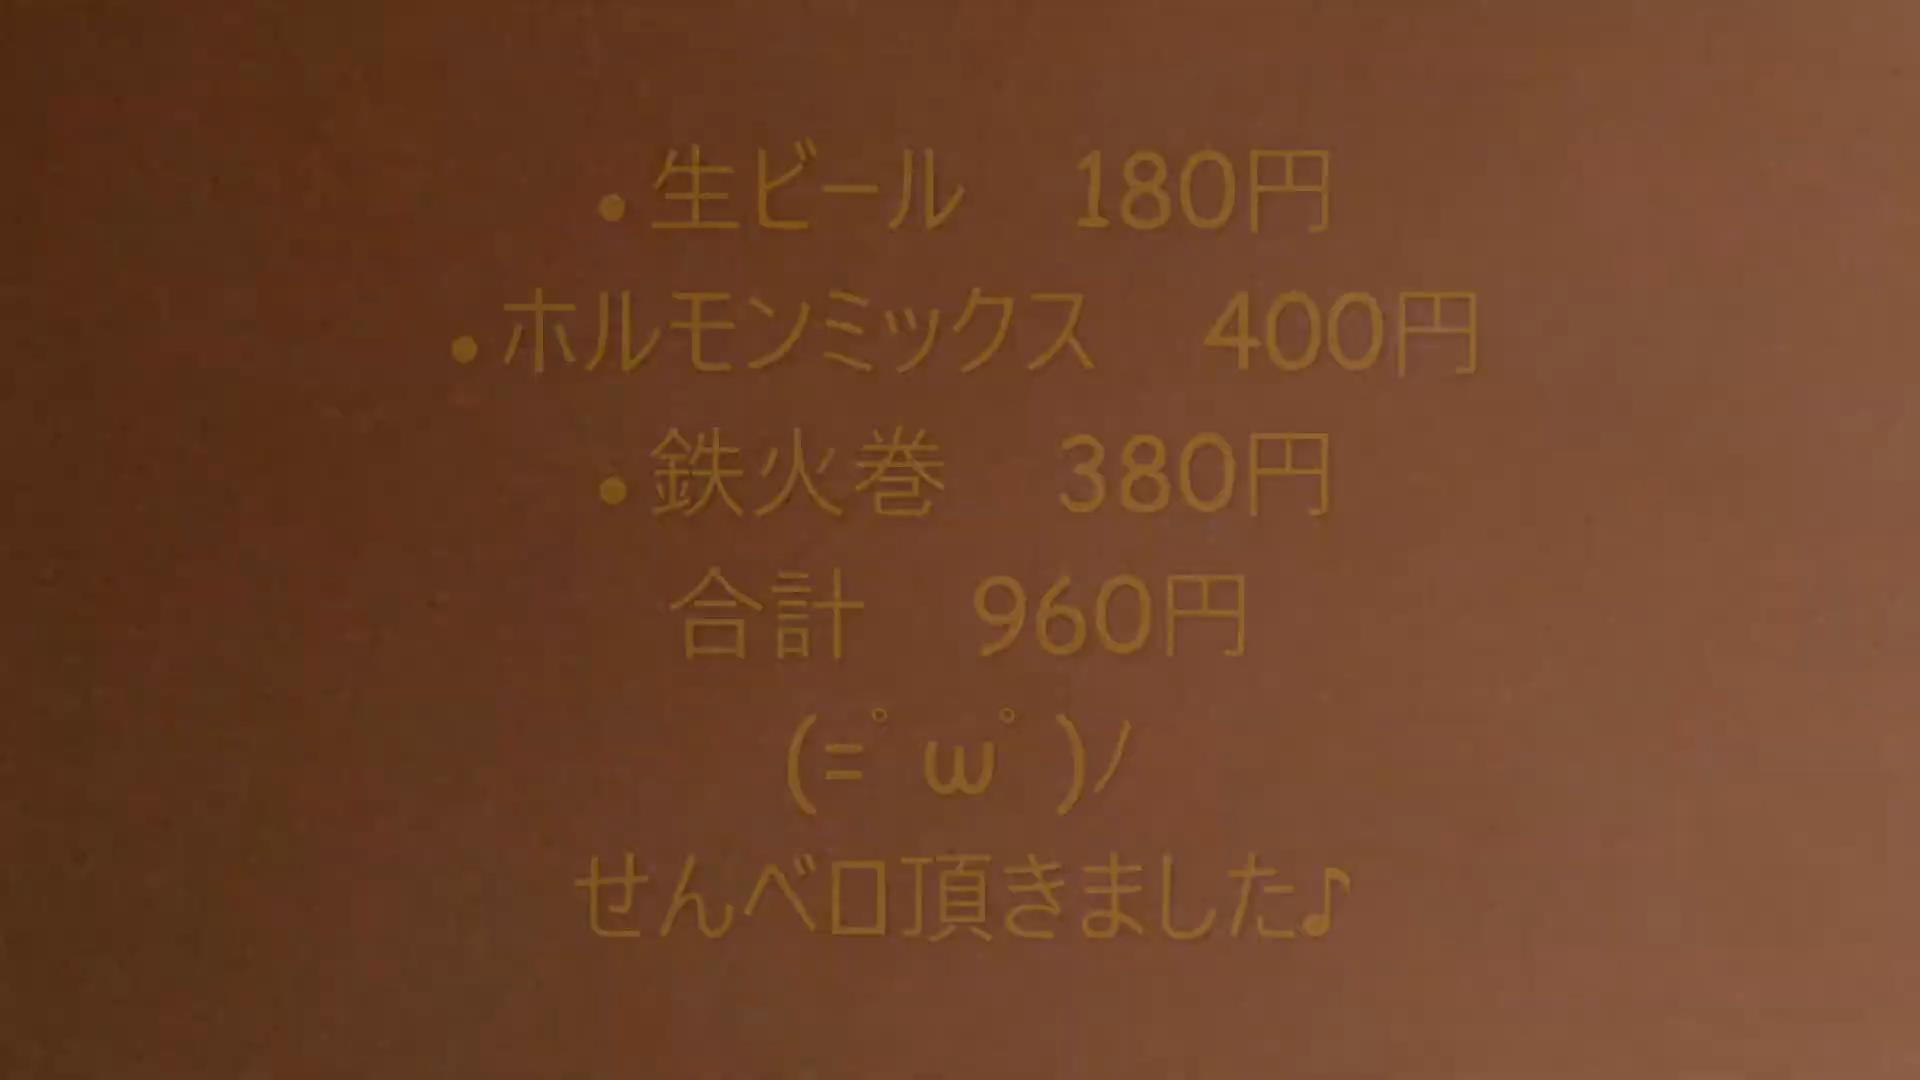 •生ビール　180円
•ホルモンミックス　400円
•鉄火巻　380円
合計　960円
(=ﾟωﾟ)ﾉ
せんべロ頂きました♪